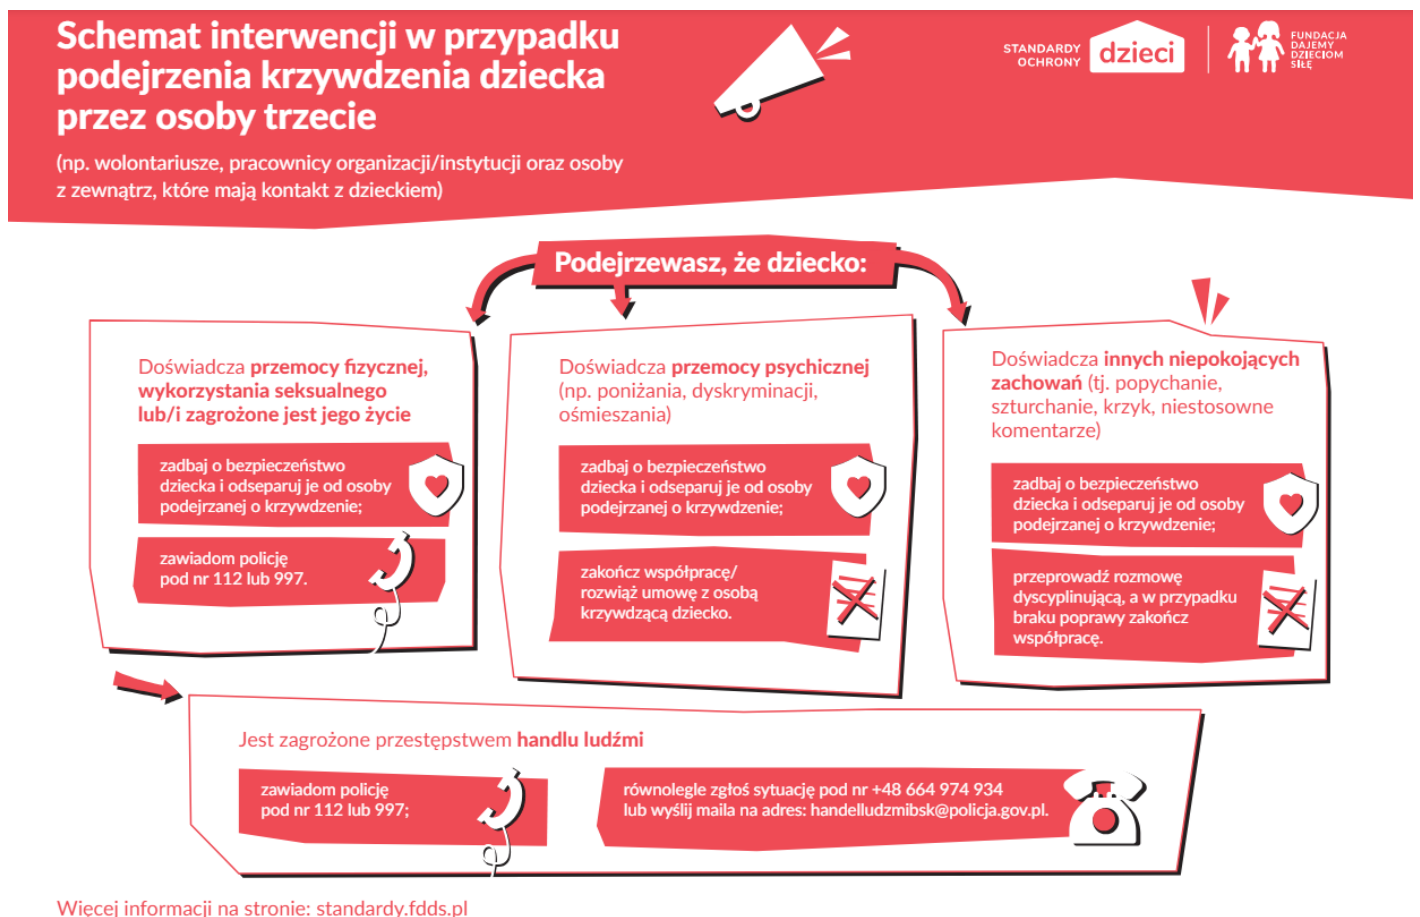 Schemat interwencji w przypadku
podejrzenia krzywdzenia dziecka
przez osoby trzecie
(np. wolontariusze, pracownicy organizacji/instytucji oraz osoby
z zewnątrz, które mają kontakt z dzieckiem)
STANDARDY
OCHRONY
dzieci
FUNDACJA
DAJEMY
DZIECIOM
SIŁĘ
Podejrzewasz, że dziecko:
Doświadcza przemocy fizycznej,
wykorzystania seksualnego
lub/i zagrożone jest jego życie
zadbaj o bezpieczeństwo
dziecka i odseparuj je od osoby
podejrzanej o krzywdzenie;
zawiadom policję
pod nr 112 lub 997.
Doświadcza przemocy psychicznej
(np. poniżania, dyskryminacji,
ośmieszania)
zadbaj o bezpieczeństwo
dziecka i odseparuj je od osoby
podejrzanej o krzywdzenie;
zakończ współpracę/
rozwiąż umowę z osobą
krzywdzącą dziecko.
Doświadcza innych niepokojących
zachowań (tj. popychanie,
szturchanie, krzyk, niestosowne
komentarze)
zadbaj o bezpieczeństwo
dziecka i odseparuj je od osoby
podejrzanej o krzywdzenie;
przeprowadź rozmowę
dyscyplinującą, a w przypadku
braku poprawy zakończ
współpracę.
Jest zagrożone przestępstwem handlu ludźmi
zawiadom policję
pod nr 112 lub 997;
równolegle zgłoś sytuację pod nr +48 664 974 934
lub wyślij maila na adres: handelludzmibsk@policja.gov.pl.
Więcej informacji na stronie: standardy.fdds.pl